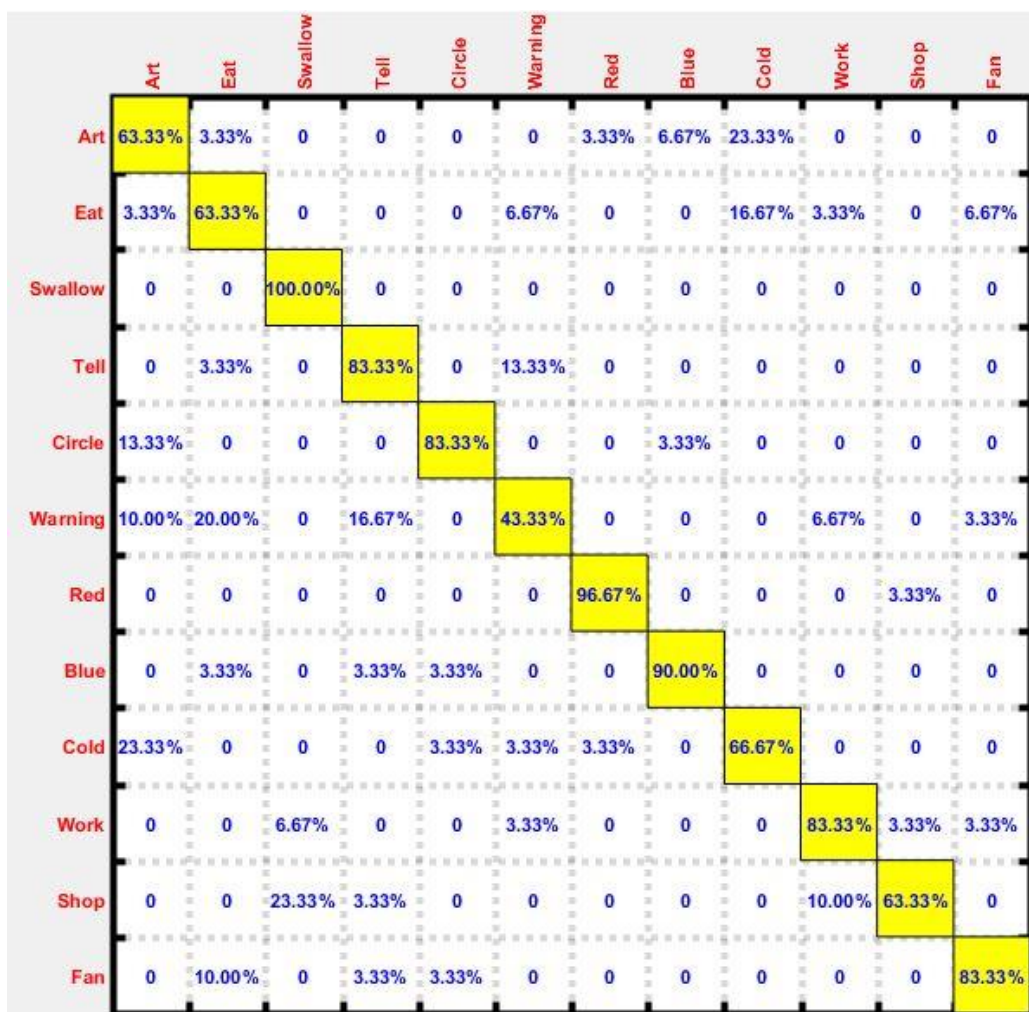 Art Eat Swallow Tell Circle Warning Red Blue Cold Work Shop Fan
Art 63.33% 3.33% 0 0 0 0 3.33% 6.67% 23.33% 0 0 0
Eat 3.33% 63.33% 0 0 0 6.67% 0 0 16.67% 3.33% 0 6.67%
Swallow 0 0 100.00% 0 0 0 0 0 0 0 0 0
Tell 0 3.33% 0 83.33% 0 13.33% 0 0 0 0 0 0
Circle 13.33% 0 0 0 83.33% 0 0 3.33% 0 0 0 0
Warning 10.00% 20.00% 0 16.67% 0 43.33% 0 0 0 6.67% 0 3.33%
Red 0 0 0 0 0 0 96.67% 0 0 0 3.33% 0
Blue 0 3.33% 0 3.33% 3.33% 0 0 90.00% 0 0 0 0
Cold 23.33% 0 0 0 3.33% 3.33% 3.33% 0 66.67% 0 0 0
Work 0 0 6.67% 0 0 3.33% 0 0 0 83.33% 3.33% 3.33%
Shop 0 0 23.33% 3.33% 0 0 0 0 0 10.00% 63.33% 0
Fan 0 10.00% 0 3.33% 3.33% 0 0 0 0 0 0 83.33%